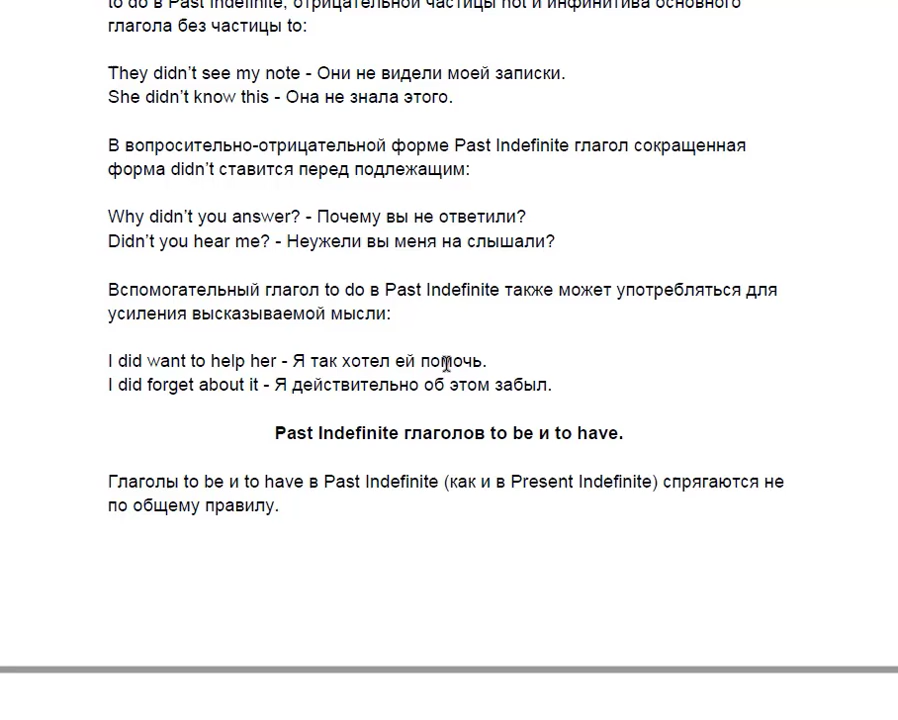 to do в Past Indefinite, отрицательной частицы not и инфинитива основного
глагола без частицы to:
They didn’t see my note - Они не видели моей записки.
She didn’t know this - Она не знала этого.
В вопросительно-отрицательной форме Past Indefinite глагол сокращенная
форма didn’t ставится перед подлежащим:
Why didn’t you answer? - Почему вы не ответили?
Didn’t you hear me? - Неужели вы меня на слышали?
Вспомогательный глагол to do в Past Indefinite также может употребляться для
усиления высказываемой мысли:
I did want to help her - Я так хотел ей помочь.
I did forget about it - Я действительно об этом забыл.
Past Indefinite глаголов to be и to have.
Глаголы to be и to have в Past Indefinite (как и в Present Indefinite) спрягаются не
по общему правилу.